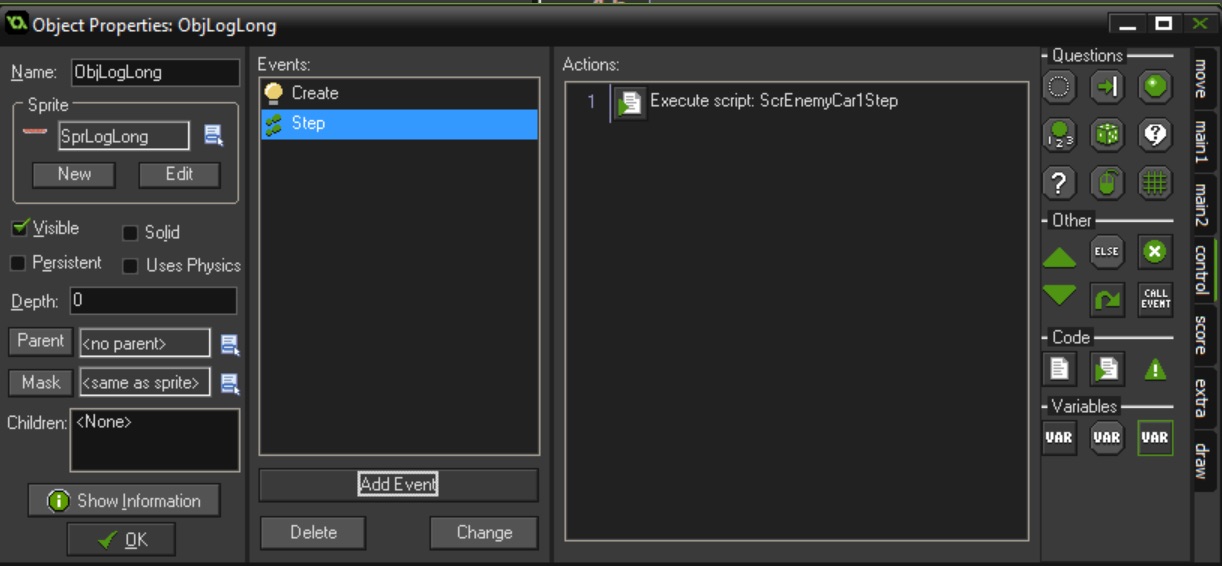 Object Properties: ObjLogLong
Name: ObjLogLong
Sprite
SprLogLong
New Edit
Visible Solid
Persistent Uses Physics
Depth: 0
Parent <no parent>
Mask <same as sprite>
Children: <None>
Show Information
OK
Events:
Create
Step
Add Event
Delete Change
Actions:
1 Execute script: ScrEnemyCar1Step
Questions
1 2 3
?
?
Other
ELSE
CALL
EVENT
Code
Variables
VAR VAR VAR
move
main1
main2
control
score
extra
draw